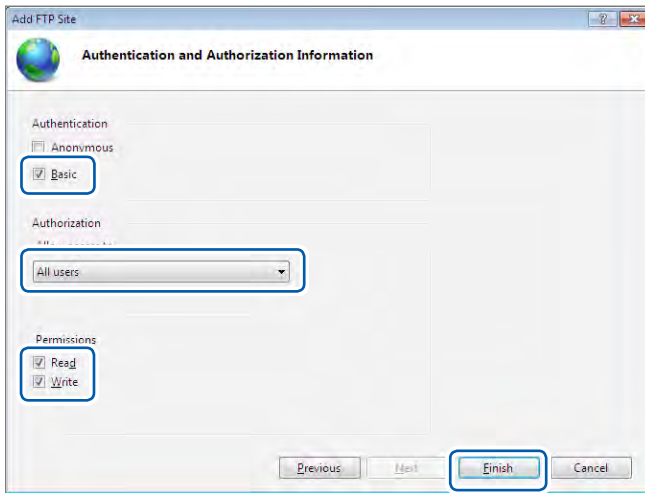 Add FTP Site
Authentication and Authorization Information
Authentication
Anonymous
Basic
Authorization
All users
Permissions
Read
Write
Previous Next Finish Cancel